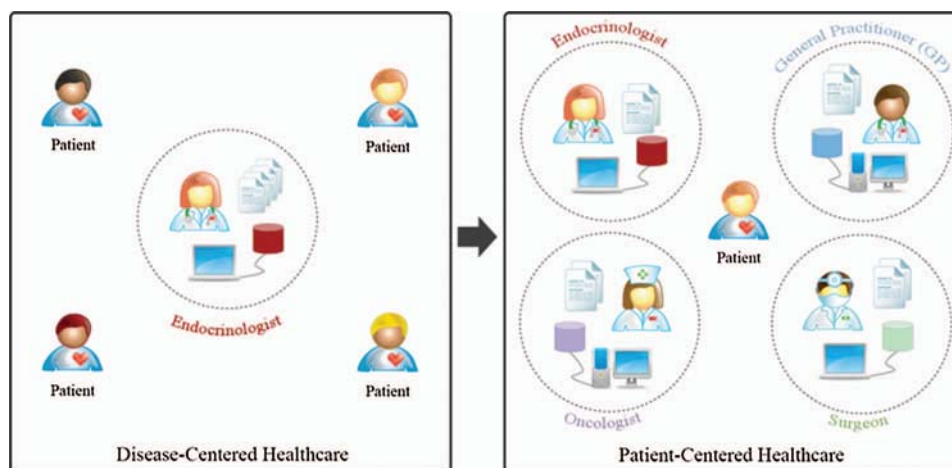 Patient
Patient
Endocrinologist
Patient
Patient
Disease-Centered Healthcare
Endocrinologist
General Practitioner (GP)
Patient
Oncologist
Surgeon
Patient-Centered Healthcare